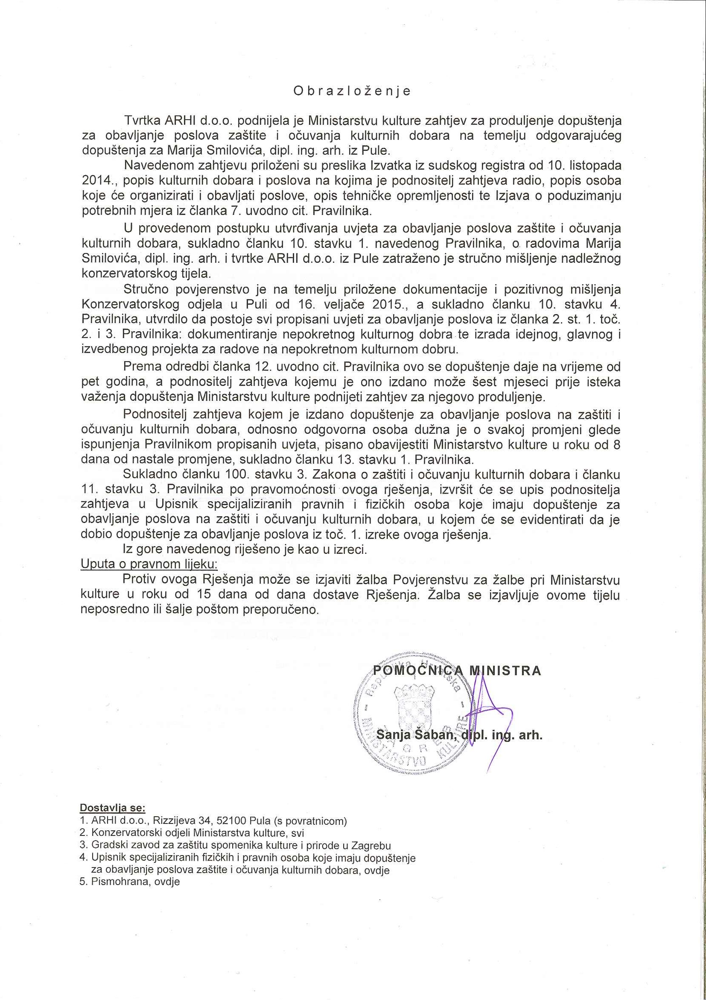 Obrazloženje
Tvrtka ARHI d.o.o. podnijela je Ministarstvu kulture zahtjev za produljenje dopuštenja
za obavljanje poslova zaštite i očuvanja kulturnih dobara na temelju odgovarajućeg
dopuštenja za Marija Smilovića, dipl. ing. arh. iz Pule.
Navedenom zahtjevu priloženi su preslika Izvatka iz sudskog registra od 10. listopada
2014., popis kulturnih dobara i poslova na kojima je podnositelj zahtjeva radio, popis osoba
koje će organizirati i obavljati poslove, opis tehničke opremljenosti te Izjava o poduzimanju
potrebnih mjera iz članka 7. uvodno cit. Pravilnika.
U provedenom postupku utvrđivanja uvjeta za obavljanje poslova zaštite i očuvanja
kulturnih dobara, sukladno članku 10. stavku 1. navedenog Pravilnika, o radovima Marija
Smilovića, dipl. ing. arh. i tvrtke ARHI d.o.o. iz Pule zatraženo je stručno mišljenje nadležnog
konzervatorskog tijela.
Stručno povjerenstvo je na temelju priložene dokumentacije i pozitivnog mišljenja
Konzervatorskog odjela u Puli od 16. veljače 2015., a sukladno članku 10. stavku 4.
Pravilnika, utvrdilo da postoje svi propisani uvjeti za obavljanje poslova iz članka 2. st. 1. toč.
2. i 3. Pravilnika: dokumentiranje nepokretnog kulturnog dobra te izrada idejnog, glavnog i
izvedbenog projekta za radove na nepokretnom kulturnom dobru.
Prema odredbi članka 12. uvodno cit. Pravilnika ovo se dopuštenje daje na vrijeme od
pet godina, a podnositelj zahtjeva kojemu je ono izdano može šest mjeseci prije isteka
važenja dopuštenja Ministarstvu kulture podnijeti zahtjev za njegovo produljenje.
Podnositelj zahtjeva kojem je izdano dopuštenje za obavljanje poslova na zaštiti i
očuvanju kulturnih dobara, odnosno odgovorna osoba dužna je o svakoj promjeni glede
ispunjenja Pravilnikom propisanih uvjeta, pisano obavijestiti Ministarstvo kulture u roku od 8
dana od nastale promjene, sukladno članku 13. stavku 1. Pravilnika.
Sukladno članku 100. stavku 3. Zakona o zaštiti i očuvanju kulturnih dobara i članku
11. stavku 3. Pravilnika po pravomoćnosti ovoga rješenja, izvršit će se upis podnositelja
zahtjeva u Upisnik specijaliziranih pravnih i fizičkih osoba koje imaju dopuštenje za
obavljanje poslova na zaštiti i očuvanju kulturnih dobara, u kojem će se evidentirati da je
dobio dopuštenje za obavljanje poslova iz toč. 1. izreke ovoga rješenja.
Iz gore navedenog riješeno je kao u izreci.
Uputa o pravnom lijeku:
Protiv ovoga Rješenja može se izjaviti žalba Povjerenstvu za žalbe pri Ministarstvu
kulture u roku od 15 dana od dana dostave Rješenja. Žalba se izjavljuje ovome tijelu
neposredno ili šalje poštom preporučeno.
POMOĆNICA MINISTRA
Republika Hrvatska
MINISTARSTVO KULTURE
ZAGREB
Sanja Šaban, dipl. ing. arh.
Dostavlja se:
1. ARHI d.o.o., Rizzijeva 34, 52100 Pula (s povratnicom)
2. Konzervatorski odjeli Ministarstva kulture, svi
3. Gradski zavod za zaštitu spomenika kulture i prirode u Zagrebu
4. Upisnik specijaliziranih fizičkih i pravnih osoba koje imaju dopuštenje
za obavljanje poslova zaštite i očuvanja kulturnih dobara, ovdje
5. Pismohrana, ovdje